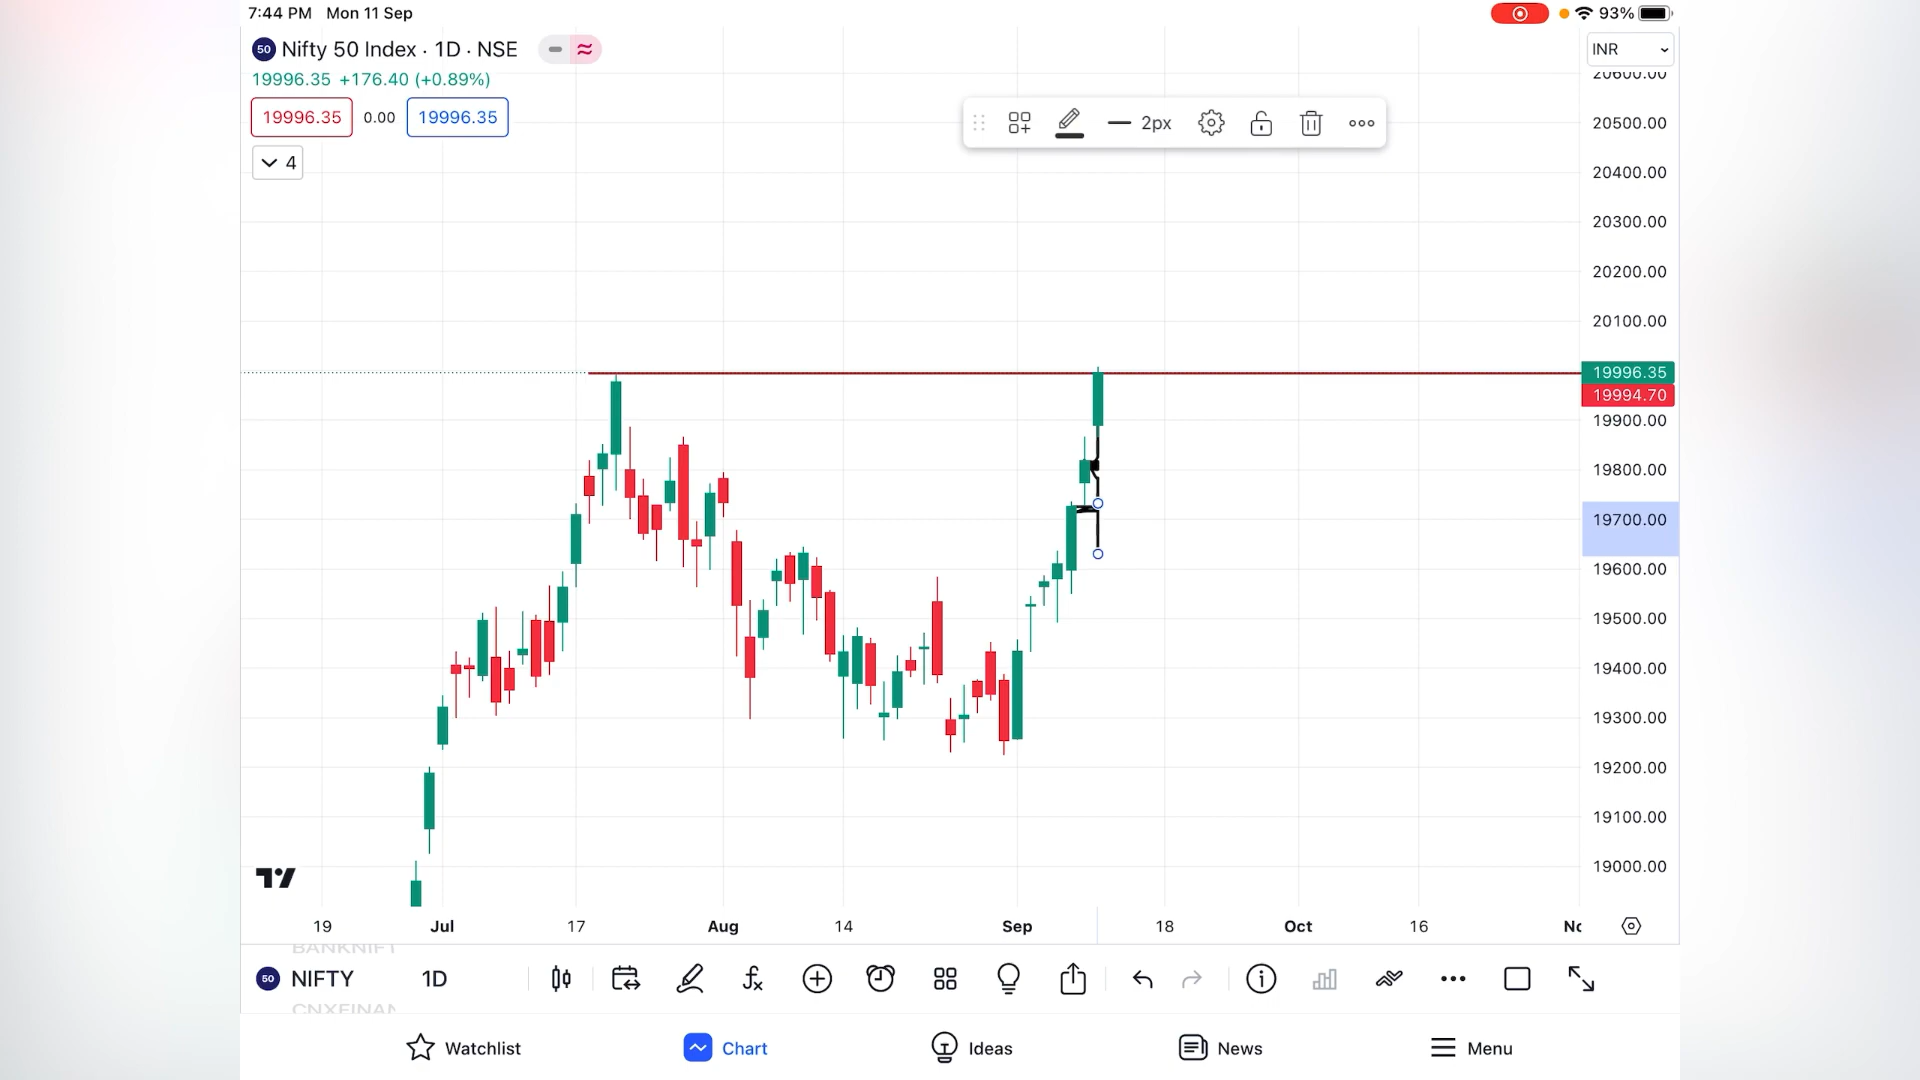 7:44 PM Mon 11 Sep
93%
50 Nifty 50 Index · 1D · NSE
INR
19996.35 +176.40 (+0.89%)
19996.35 0.00 19996.35
2px
4
20600.00
20500.00
20400.00
20300.00
20200.00
20100.00
19996.35
19994.70
19900.00
19800.00
19700.00
19600.00
19500.00
19400.00
19300.00
19200.00
19100.00
19000.00
19 Jul 17 Aug 14 Sep 18 Oct 16
50 NIFTY 1D
Watchlist Chart Ideas News Menu